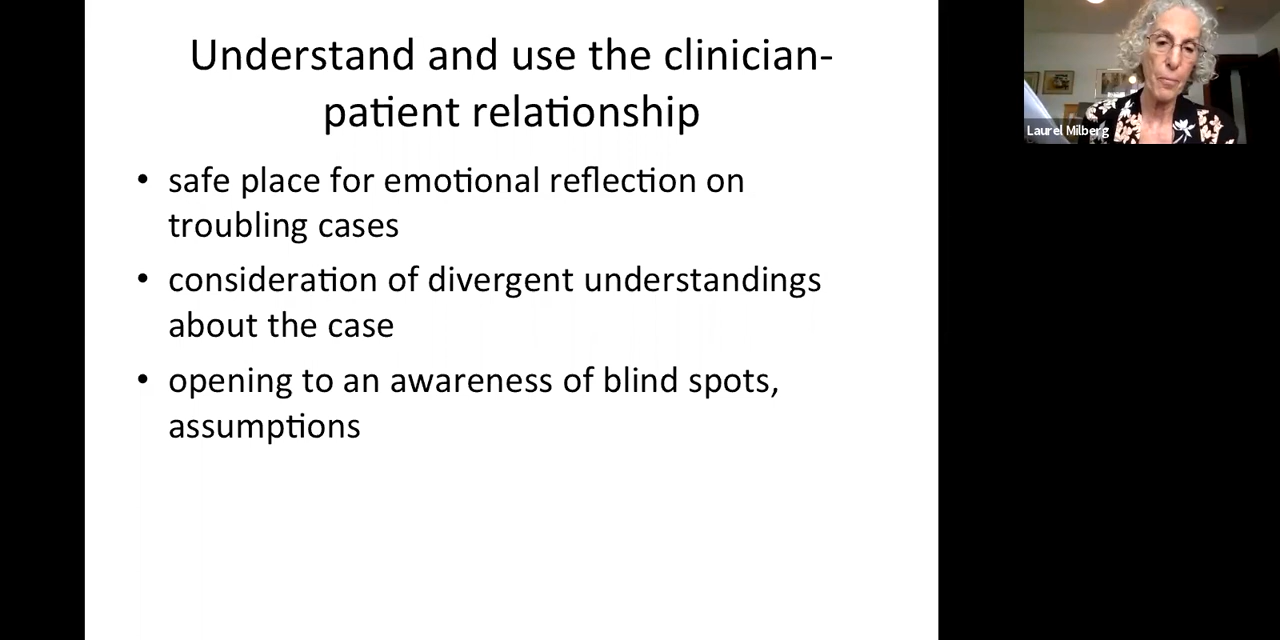 Understand and use the clinician-
patient relationship
• safe place for emotional reflection on
troubling cases
• consideration of divergent understandings
about the case
• opening to an awareness of blind spots,
assumptions
Laurel Milberg